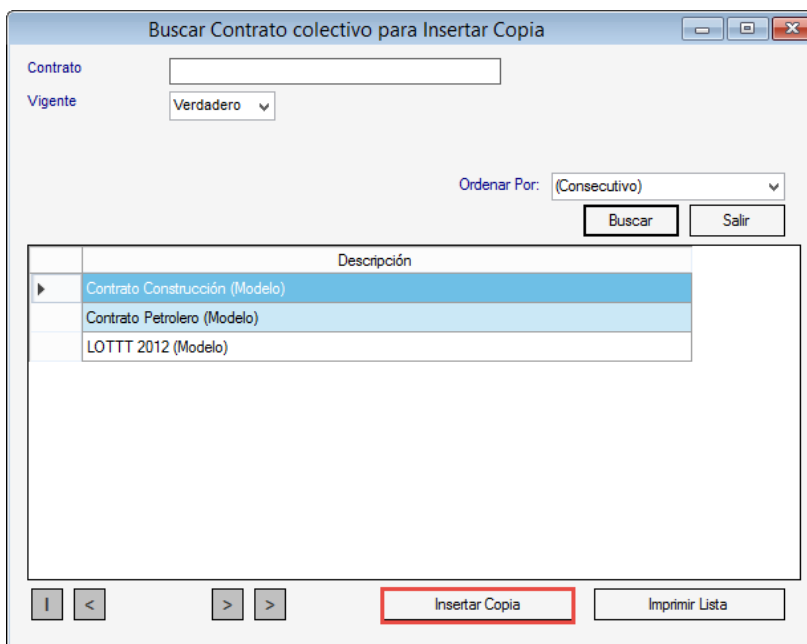 Buscar Contrato colectivo para Insertar Copia
Contrato
Vigente Verdadero
Ordenar Por: (Consecutivo)
Buscar Salir
Descripción
Contrato Construcción (Modelo)
Contrato Petrolero (Modelo)
LOTTT 2012 (Modelo)
I < > > Insertar Copia Imprimir Lista